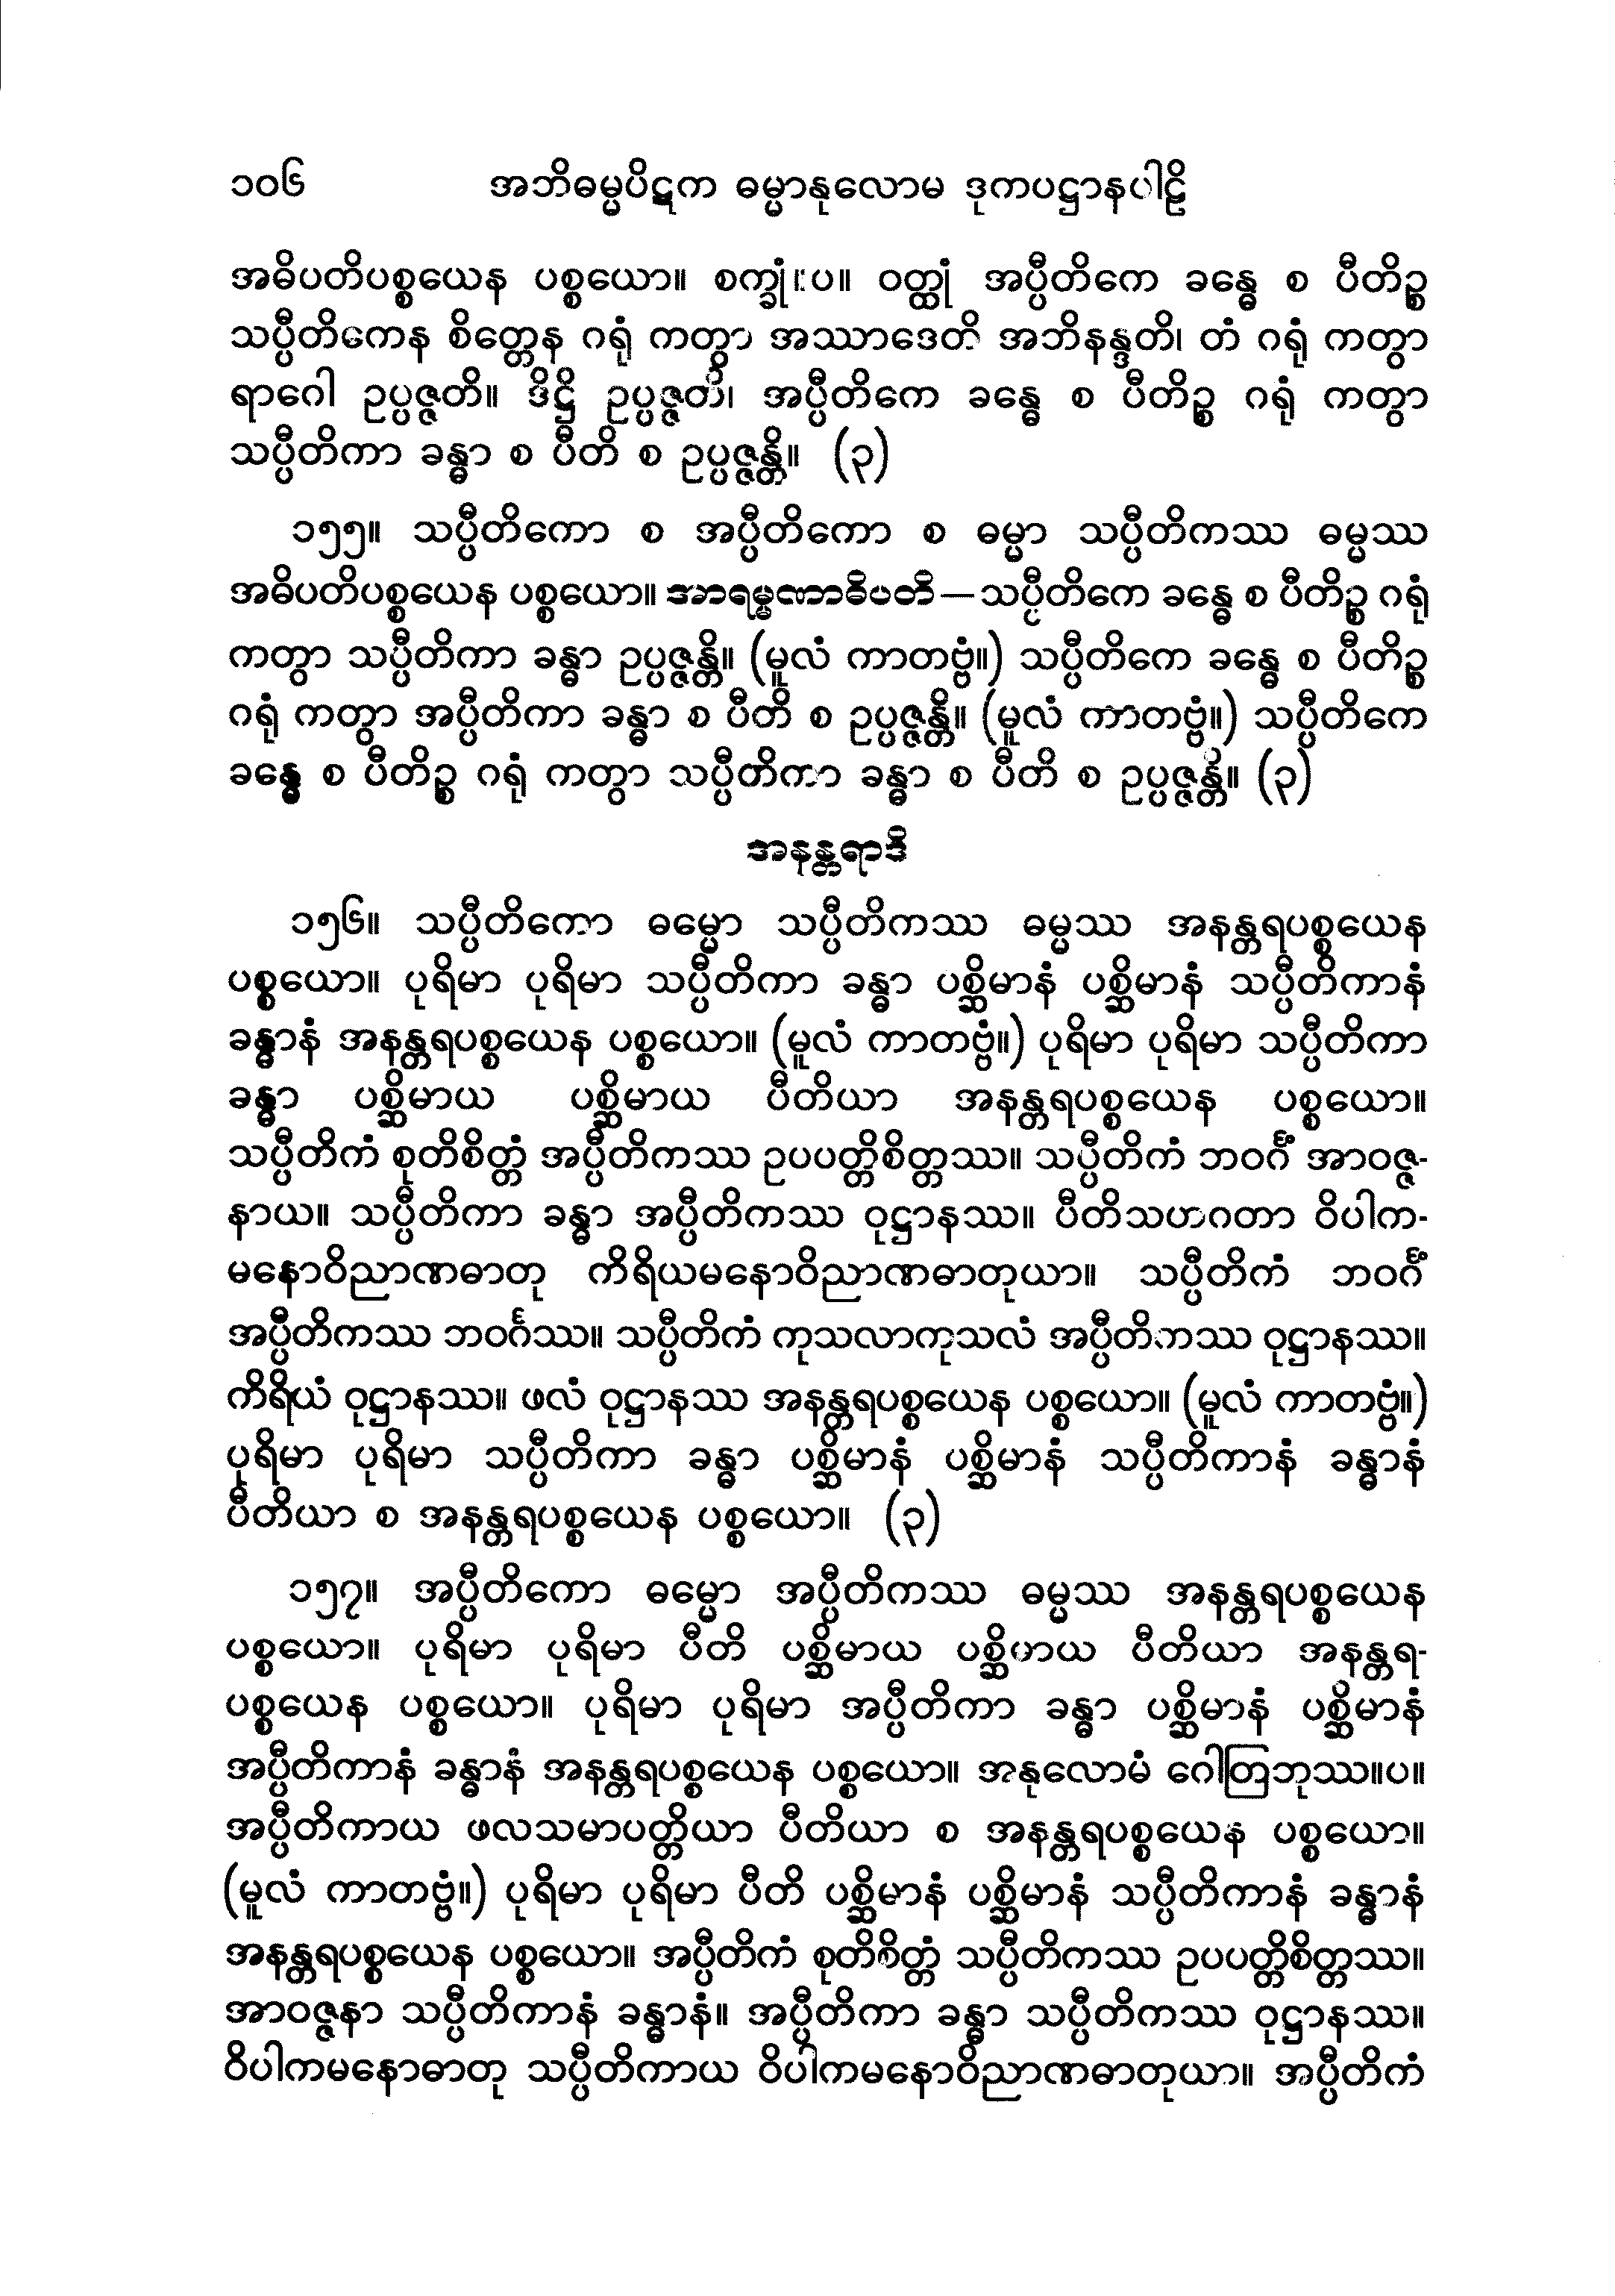 ၁၀၆ အဘိဓမ္မပိဋက ဓမ္မာနုလောမ ဒုကပဋ္ဌာနပါဠိ
အဓိပတိပစ္စယေန ပစ္စယော။ စက္ခုံ။ပ။ ဝတ္ထုံ အပ္ပီတိကေ ခန္ဓေ စ ပီတိဉ္စ
သပ္ပီတိကေန စိတ္တေန ဂရုံ ကတွာ အဿာဒေတိ အဘိနန္ဒတိ၊ တံ ဂရုံ ကတွာ
ရာဂေါ ဥပ္ပဇ္ဇတိ။ ဒိဋ္ဌိ ဥပ္ပဇ္ဇတိ၊ အပ္ပီတိကေ ခန္ဓေ စ ပီတိဉ္စ ဂရုံ ကတွာ
သပ္ပီတိကာ ခန္ဓာ စ ပီတိ စ ဥပ္ပဇ္ဇန္တိ။ (၃)
၁၅၅။ သပ္ပီတိကော စ အပ္ပီတိကော စ ဓမ္မာ သပ္ပီတိကဿ ဓမ္မဿ
အဓိပတိပစ္စယေန ပစ္စယော။ အာရမ္မဏာဓိပတိ—သပ္ပီတိကေ ခန္ဓေ စ ပီတိဉ္စ ဂရုံ
ကတွာ သပ္ပီတိကာ ခန္ဓာ ဥပ္ပဇ္ဇန္တိ။ (မူလံ ကာတဗ္ဗံ။) သပ္ပီတိကေ ခန္ဓေ စ ပီတိဉ္စ
ဂရုံ ကတွာ အပ္ပီတိကာ ခန္ဓာ စ ပီတိ စ ဥပ္ပဇ္ဇန္တိ။ (မူလံ ကာတဗ္ဗံ။) သပ္ပီတိကေ
ခန္ဓေ စ ပီတိဉ္စ ဂရုံ ကတွာ သပ္ပီတိကာ ခန္ဓာ စ ပီတိ စ ဥပ္ပဇ္ဇန္တိ။ (၃)
အနန္တရာဒိ
၁၅၆။ သပ္ပီတိကော ဓမ္မော သပ္ပီတိကဿ ဓမ္မဿ အနန္တရပစ္စယေန
ပစ္စယော။ ပုရိမာ ပုရိမာ သပ္ပီတိကာ ခန္ဓာ ပစ္ဆိမာနံ ပစ္ဆိမာနံ သပ္ပီတိကာနံ
ခန္ဓာနံ အနန္တရပစ္စယေန ပစ္စယော။ (မူလံ ကာတဗ္ဗံ။) ပုရိမာ ပုရိမာ သပ္ပီတိကာ
ခန္ဓာ ပစ္ဆိမာယ ပစ္ဆိမာယ ပီတိယာ အနန္တရပစ္စယေန ပစ္စယော။
သပ္ပီတိကံ စုတိစိတ္တံ အပ္ပီတိကဿ ဥပပတ္တိစိတ္တဿ။ သပ္ပီတိကံ ဘဝင်္ဂံ အာဝဇ္ဇ-
နာယ။ သပ္ပီတိကာ ခန္ဓာ အပ္ပီတိကဿ ဝုဋ္ဌာနဿ။ ပီတိသဟဂတာ ဝိပါက-
မနောဝိညာဏဓာတု ကိရိယမနောဝိညာဏဓာတုယာ။ သပ္ပီတိကံ ဘဝင်္ဂံ
အပ္ပီတိကဿ ဘဝင်္ဂဿ။ သပ္ပီတိကံ ကုသလာကုသလံ အပ္ပီတိကဿ ဝုဋ္ဌာနဿ။
ကိရိယံ ဝုဋ္ဌာနဿ။ ဖလံ ဝုဋ္ဌာနဿ အနန္တရပစ္စယေန ပစ္စယော။ (မူလံ ကာတဗ္ဗံ။)
ပုရိမာ ပုရိမာ သပ္ပီတိကာ ခန္ဓာ ပစ္ဆိမာနံ ပစ္ဆိမာနံ သပ္ပီတိကာနံ ခန္ဓာနံ
ပီတိယာ စ အနန္တရပစ္စယေန ပစ္စယော။ (၃)
၁၅၇။ အပ္ပီတိကော ဓမ္မော အပ္ပီတိကဿ ဓမ္မဿ အနန္တရပစ္စယေန
ပစ္စယော။ ပုရိမာ ပုရိမာ ပီတိ ပစ္ဆိမာယ ပစ္ဆိမာယ ပီတိယာ အနန္တရ-
ပစ္စယေန ပစ္စယော။ ပုရိမာ ပုရိမာ အပ္ပီတိကာ ခန္ဓာ ပစ္ဆိမာနံ ပစ္ဆိမာနံ
အပ္ပီတိကာနံ ခန္ဓာနံ အနန္တရပစ္စယေန ပစ္စယော။ အနုလောမံ ဂေါတြဘုဿ။ပ။
အပ္ပီတိကာယ ဖလသမာပတ္တိယာ ပီတိယာ စ အနန္တရပစ္စယေန ပစ္စယော။
(မူလံ ကာတဗ္ဗံ။) ပုရိမာ ပုရိမာ ပီတိ ပစ္ဆိမာနံ ပစ္ဆိမာနံ သပ္ပီတိကာနံ ခန္ဓာနံ
အနန္တရပစ္စယေန ပစ္စယော။ အပ္ပီတိကံ စုတိစိတ္တံ သပ္ပီတိကဿ ဥပပတ္တိစိတ္တဿ။
အာဝဇ္ဇနာ သပ္ပီတိကာနံ ခန္ဓာနံ။ အပ္ပီတိကာ ခန္ဓာ သပ္ပီတိကဿ ဝုဋ္ဌာနဿ။
ဝိပါကမနောဓာတု သပ္ပီတိကာယ ဝိပါကမနောဝိညာဏဓာတုယာ။ အပ္ပီတိကံ